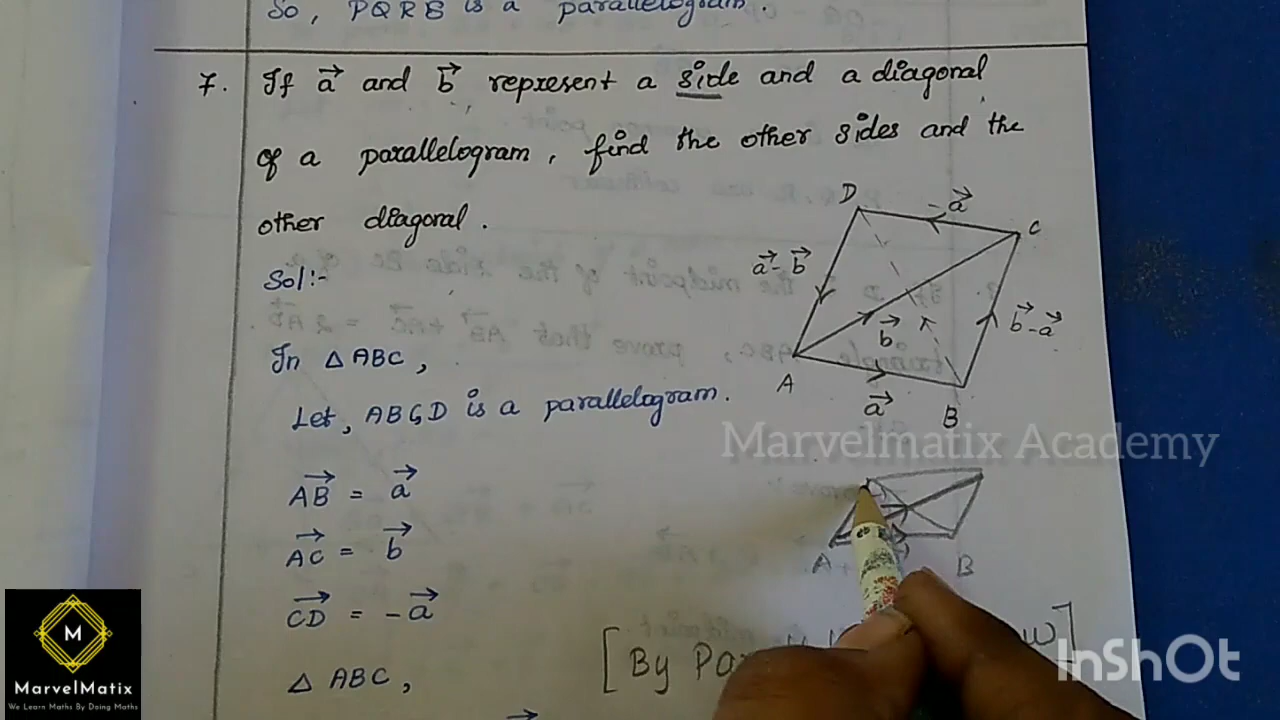 So, PQRS is a parallelogram.
7. If a⃗ and b⃗ represent a side and a diagonal
of a parallelogram, find the other sides and the
other diagonal.
Sol:-
In △ ABC,
Let, ABCD is a parallelogram.
AB⃗ = a⃗
AC⃗ = b⃗
CD⃗ = -a⃗
△ ABC,
D
-a⃗
C
a⃗ - b⃗
b⃗
b⃗ - a⃗
A
a⃗
B
Marvelmatix Academy
A
B
[By
]
M
MarvelMatix
We Learn Maths By Doing Maths
InShOt